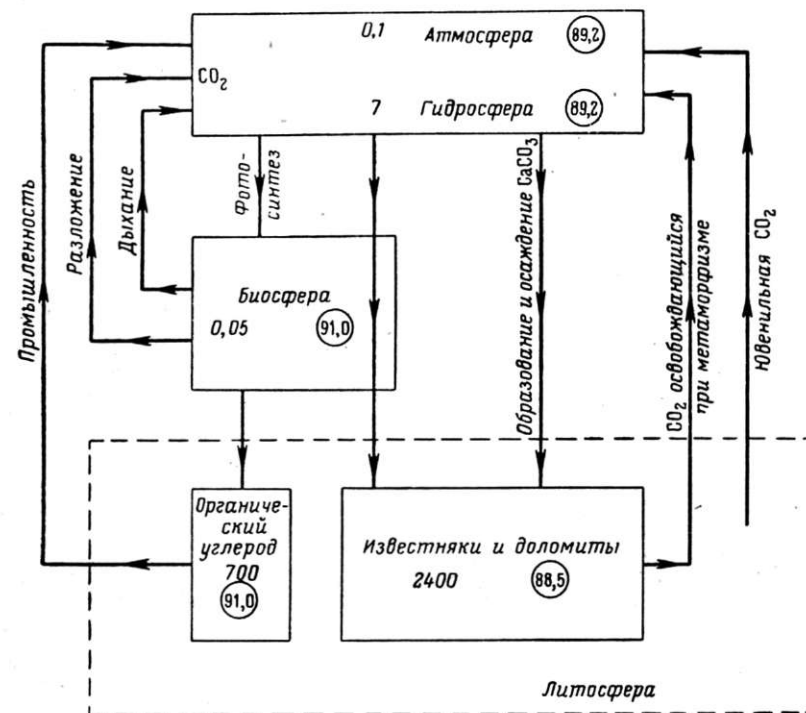 0,1 Атмосфера 89,2
CO₂
7 Гидросфера 89,2
Промышленность
Разложение
Дыхание
Фото-
синтез
Образование и осаждение CaCO₃
CO₂ освобождающийся
при метаморфизме
Ювенильная CO₂
Биосфера
0,05 91,0
Органиче-
ский
углерод
700
91,0
Известняки и доломиты
2400 88,5
Литосфера